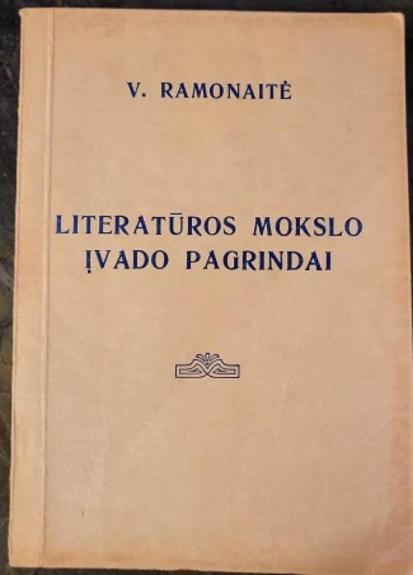 V. RAMONAITĖ
LITERATŪROS MOKSLO
ĮVADO PAGRINDAI